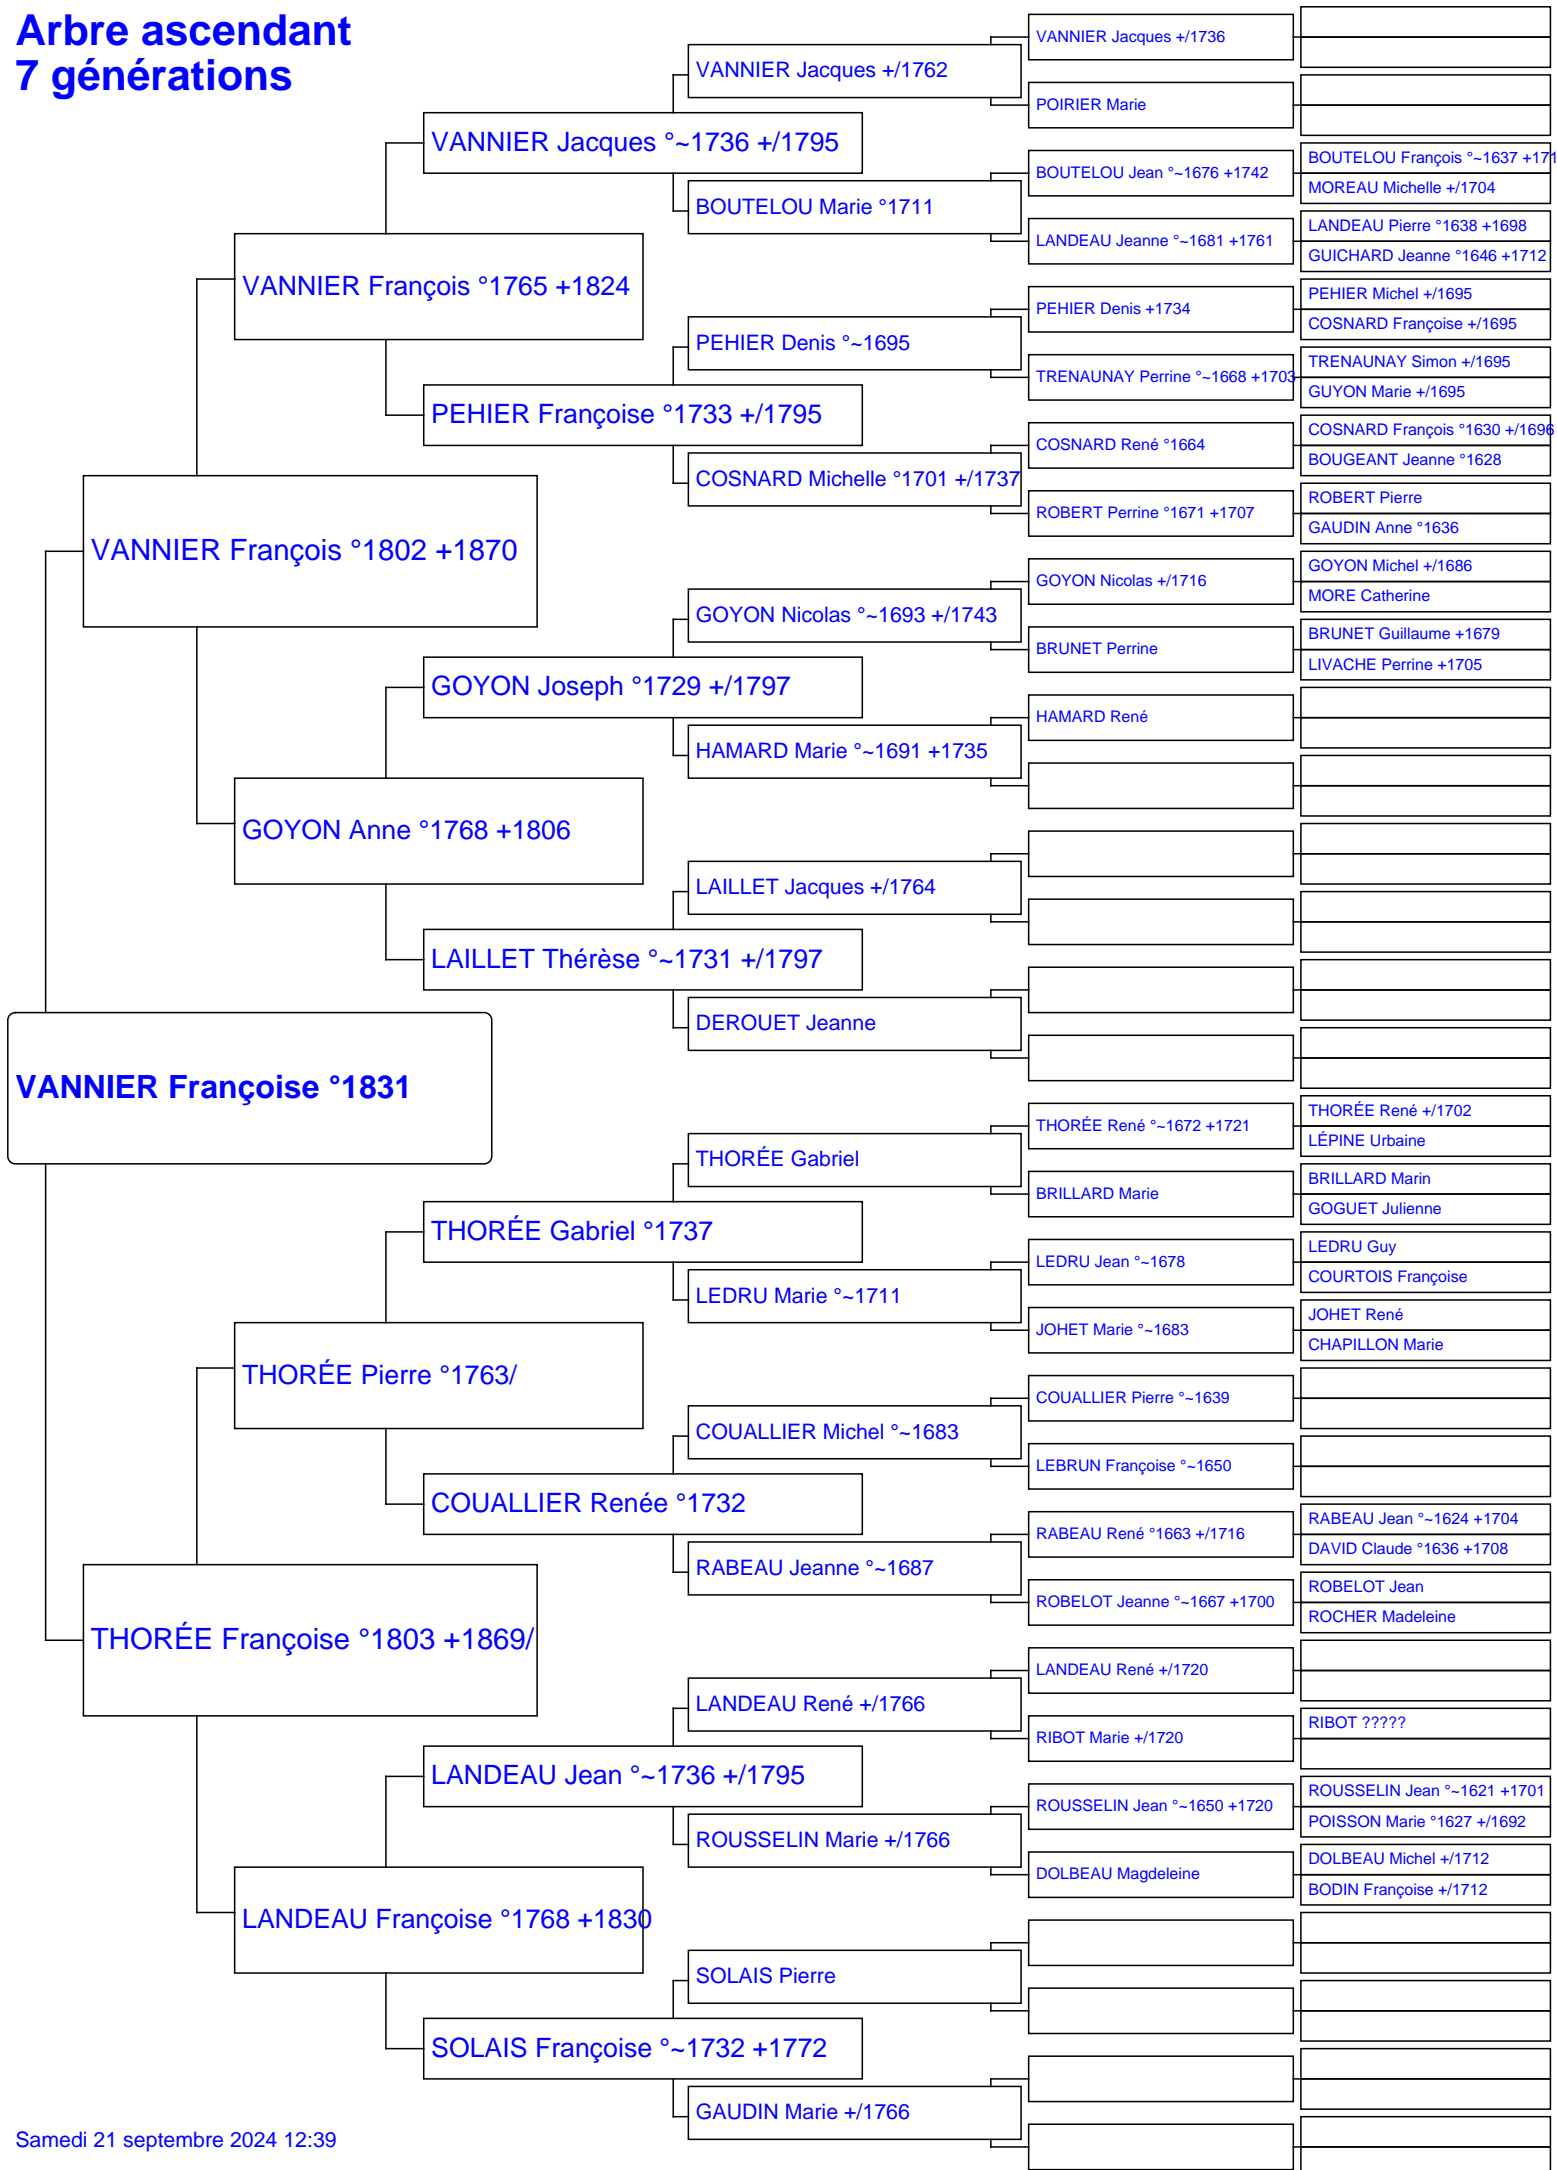 Arbre ascendant
7 générations
VANNIER Françoise °1831
VANNIER François °1802 +1870
THORÉE Françoise °1803 +1869/
VANNIER François °1765 +1824
GOYON Anne °1768 +1806
THORÉE Pierre °1763/
LANDEAU Françoise °1768 +1830
VANNIER Jacques °~1736 +/1795
PEHIER Françoise °1733 +/1795
GOYON Joseph °1729 +/1797
LAILLET Thérèse °~1731 +/1797
THORÉE Gabriel °1737
COUALLIER Renée °1732
LANDEAU Jean °~1736 +/1795
SOLAIS Françoise °~1732 +1772
VANNIER Jacques +/1762
BOUTELOU Marie °1711
PEHIER Denis °~1695
COSNARD Michelle °1701 +/1737
GOYON Nicolas °~1693 +/1743
HAMARD Marie °~1691 +1735
LAILLET Jacques +/1764
DEROUET Jeanne
THORÉE Gabriel
LEDRU Marie °~1711
COUALLIER Michel °~1683
RABEAU Jeanne °~1687
LANDEAU René +/1766
ROUSSELIN Marie +/1766
SOLAIS Pierre
GAUDIN Marie +/1766
VANNIER Jacques +/1736
POIRIER Marie
BOUTELOU Jean °~1676 +1742
LANDEAU Jeanne °~1681 +1761
PEHIER Denis +1734
TRENAUNAY Perrine °~1668 +1703
COSNARD René °1664
ROBERT Perrine °1671 +1707
GOYON Nicolas +/1716
BRUNET Perrine
HAMARD René
THORÉE René °~1672 +1721
BRILLARD Marie
LEDRU Jean °~1678
JOHET Marie °~1683
COUALLIER Pierre °~1639
LEBRUN Françoise °~1650
RABEAU René °1663 +/1716
ROBELOT Jeanne °~1667 +1700
LANDEAU René +/1720
RIBOT Marie +/1720
ROUSSELIN Jean °~1650 +1720
DOLBEAU Magdeleine
BOUTELOU François °~1637 +171
MOREAU Michelle +/1704
LANDEAU Pierre °1638 +1698
GUICHARD Jeanne °1646 +1712
PEHIER Michel +/1695
COSNARD Françoise +/1695
TRENAUNAY Simon +/1695
GUYON Marie +/1695
COSNARD François °1630 +/1696
BOUGEANT Jeanne °1628
ROBERT Pierre
GAUDIN Anne °1636
GOYON Michel +/1686
MORE Catherine
BRUNET Guillaume +1679
LIVACHE Perrine +1705
THORÉE René +/1702
LÉPINE Urbaine
BRILLARD Marin
GOGUET Julienne
LEDRU Guy
COURTOIS Françoise
JOHET René
CHAPILLON Marie
RABEAU Jean °~1624 +1704
DAVID Claude °1636 +1708
ROBELOT Jean
ROCHER Madeleine
RIBOT ?????
ROUSSELIN Jean °~1621 +1701
POISSON Marie °1627 +/1692
DOLBEAU Michel +/1712
BODIN Françoise +/1712
Samedi 21 septembre 2024 12:39